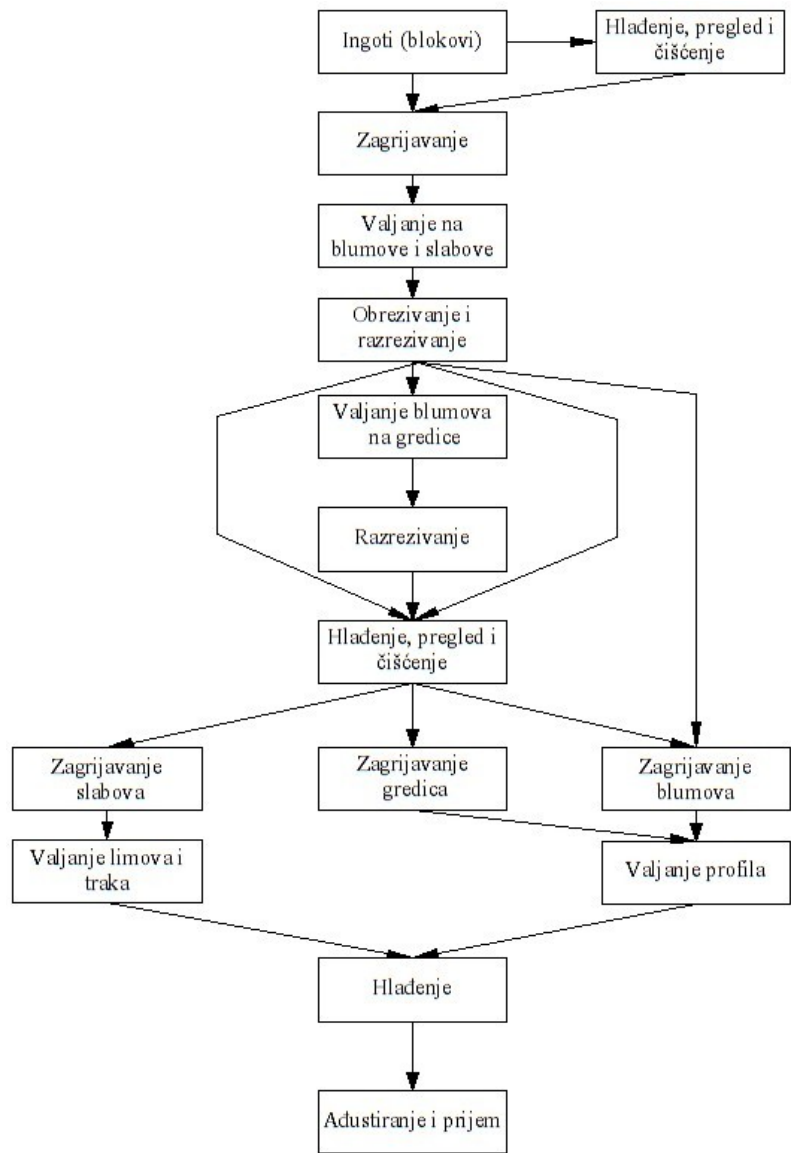 Ingoti (blokovi)
Hlađenje, pregled i
čišćenje
Zagrijavanje
Valjanje na
blumove i slabove
Obrezivanje i
razrezivanje
Valjanje blumova
na gredice
Razrezivanje
Hlađenje, pregled i
čišćenje
Zagrijavanje
slabova
Zagrijavanje
gredica
Zagrijavanje
blumova
Valjanje limova i
traka
Valjanje profila
Hlađenje
Ađustiranje i prijem